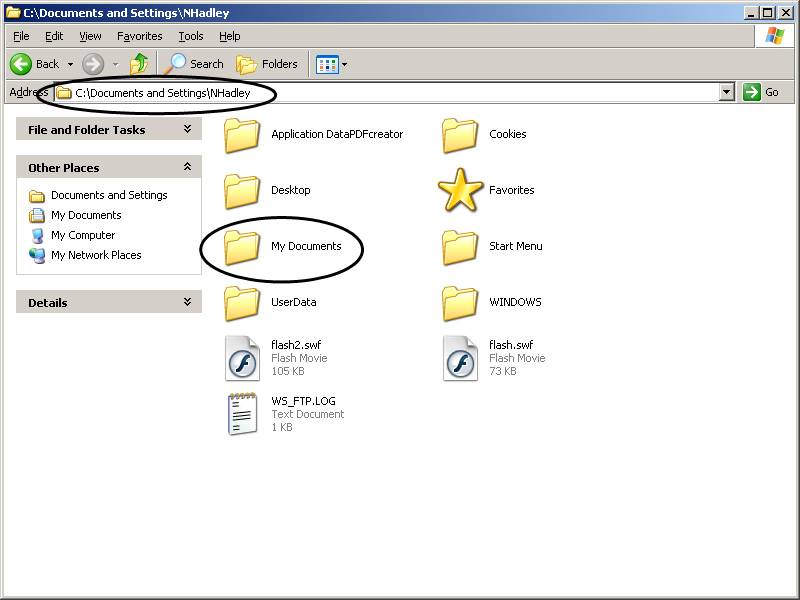 C:\Documents and Settings\NHadley
File Edit View Favorites Tools Help
Back Search Folders
Address C:\Documents and Settings\NHadley Go
File and Folder Tasks
Other Places
Documents and Settings
My Documents
My Computer
My Network Places
Details
Application DataPDFcreator
Cookies
Desktop
Favorites
My Documents
Start Menu
UserData
WINDOWS
flash2.swf
Flash Movie
105 KB
flash.swf
Flash Movie
73 KB
WS_FTP.LOG
Text Document
1 KB